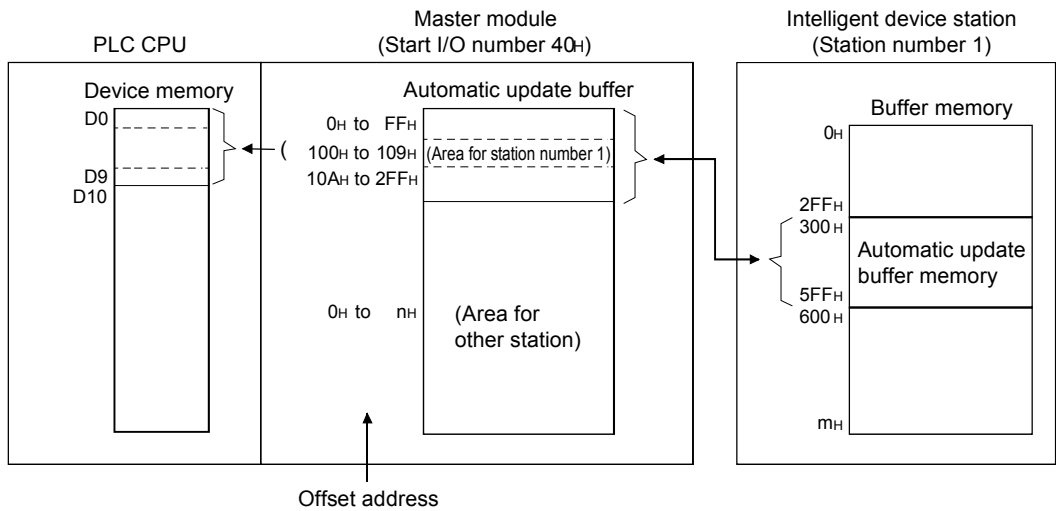 PLC CPU
Master module
(Start I/O number 40H)
Intelligent device station
(Station number 1)
Device memory
D0
D9
D10
Automatic update buffer
0H to FFH
( 100H to 109H (Area for station number 1)
10AH to 2FFH
0H to nH
(Area for
other station)
Offset address
Buffer memory
0H
2FFH
300H
Automatic update
buffer memory
5FFH
600H
mH